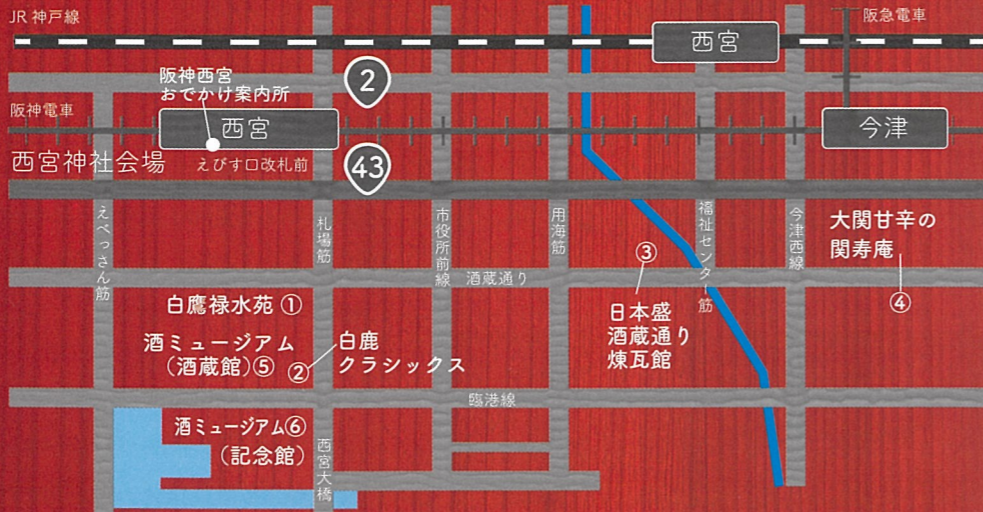 JR 神戸線
阪急電車
西宮
2
阪神西宮
おでかけ案内所
阪神電車
西宮
今津
西宮神社会場
えびす口改札前
43
えべっさん筋
札場筋
市役所前線
用海筋
福祉センター筋
今津西線
大関甘辛の
関寿庵
④
③
酒蔵通り
白鷹禄水苑 ①
日本盛
酒蔵通り
煉瓦館
酒ミュージアム
(酒蔵館)⑤
②
白鹿
クラシックス
臨港線
酒ミュージアム⑥
(記念館)
西宮大橋